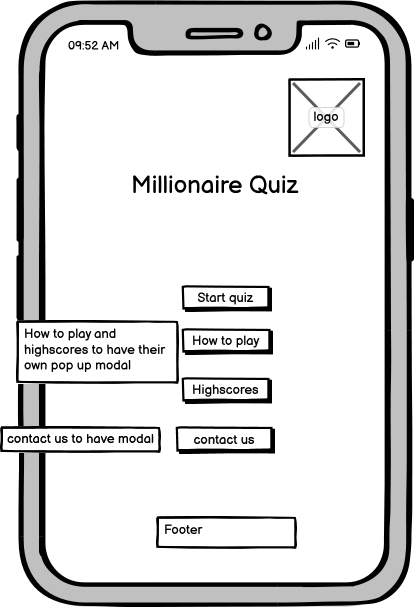 09:52 AM
logo
Millionaire Quiz
Start quiz
How to play and
highscores to have their
own pop up modal
How to play
Highscores
contact us to have modal
contact us
Footer